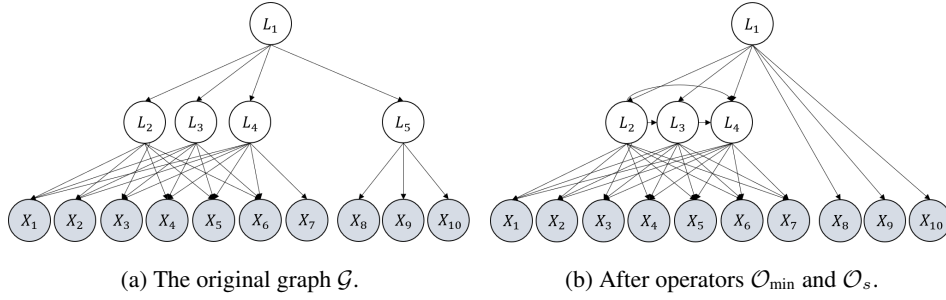 L₁ L₁
L₂ L₃ L₄ L₅ L₂ L₃ L₄
X₁ X₂ X₃ X₄ X₅ X₆ X₇ X₈ X₉ X₁₀ X₁ X₂ X₃ X₄ X₅ X₆ X₇ X₈ X₉ X₁₀
(a) The original graph 𝒢. (b) After operators 𝒪ₘᵢₙ and 𝒪ₛ.